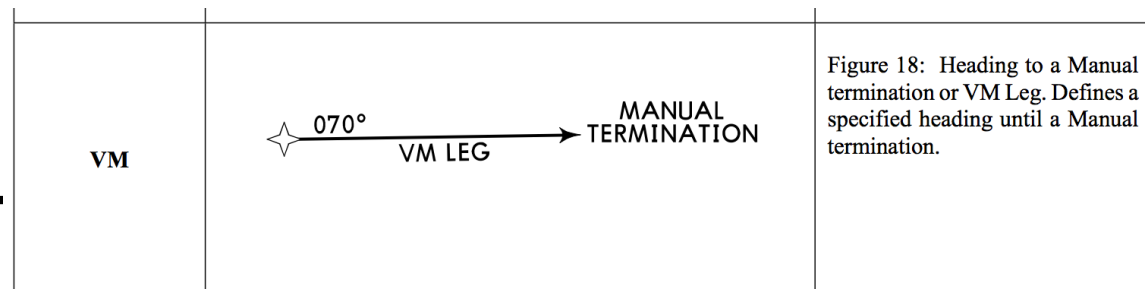 VM
070°
VM LEG
MANUAL
TERMINATION
Figure 18: Heading to a Manual
termination or VM Leg. Defines a
specified heading until a Manual
termination.